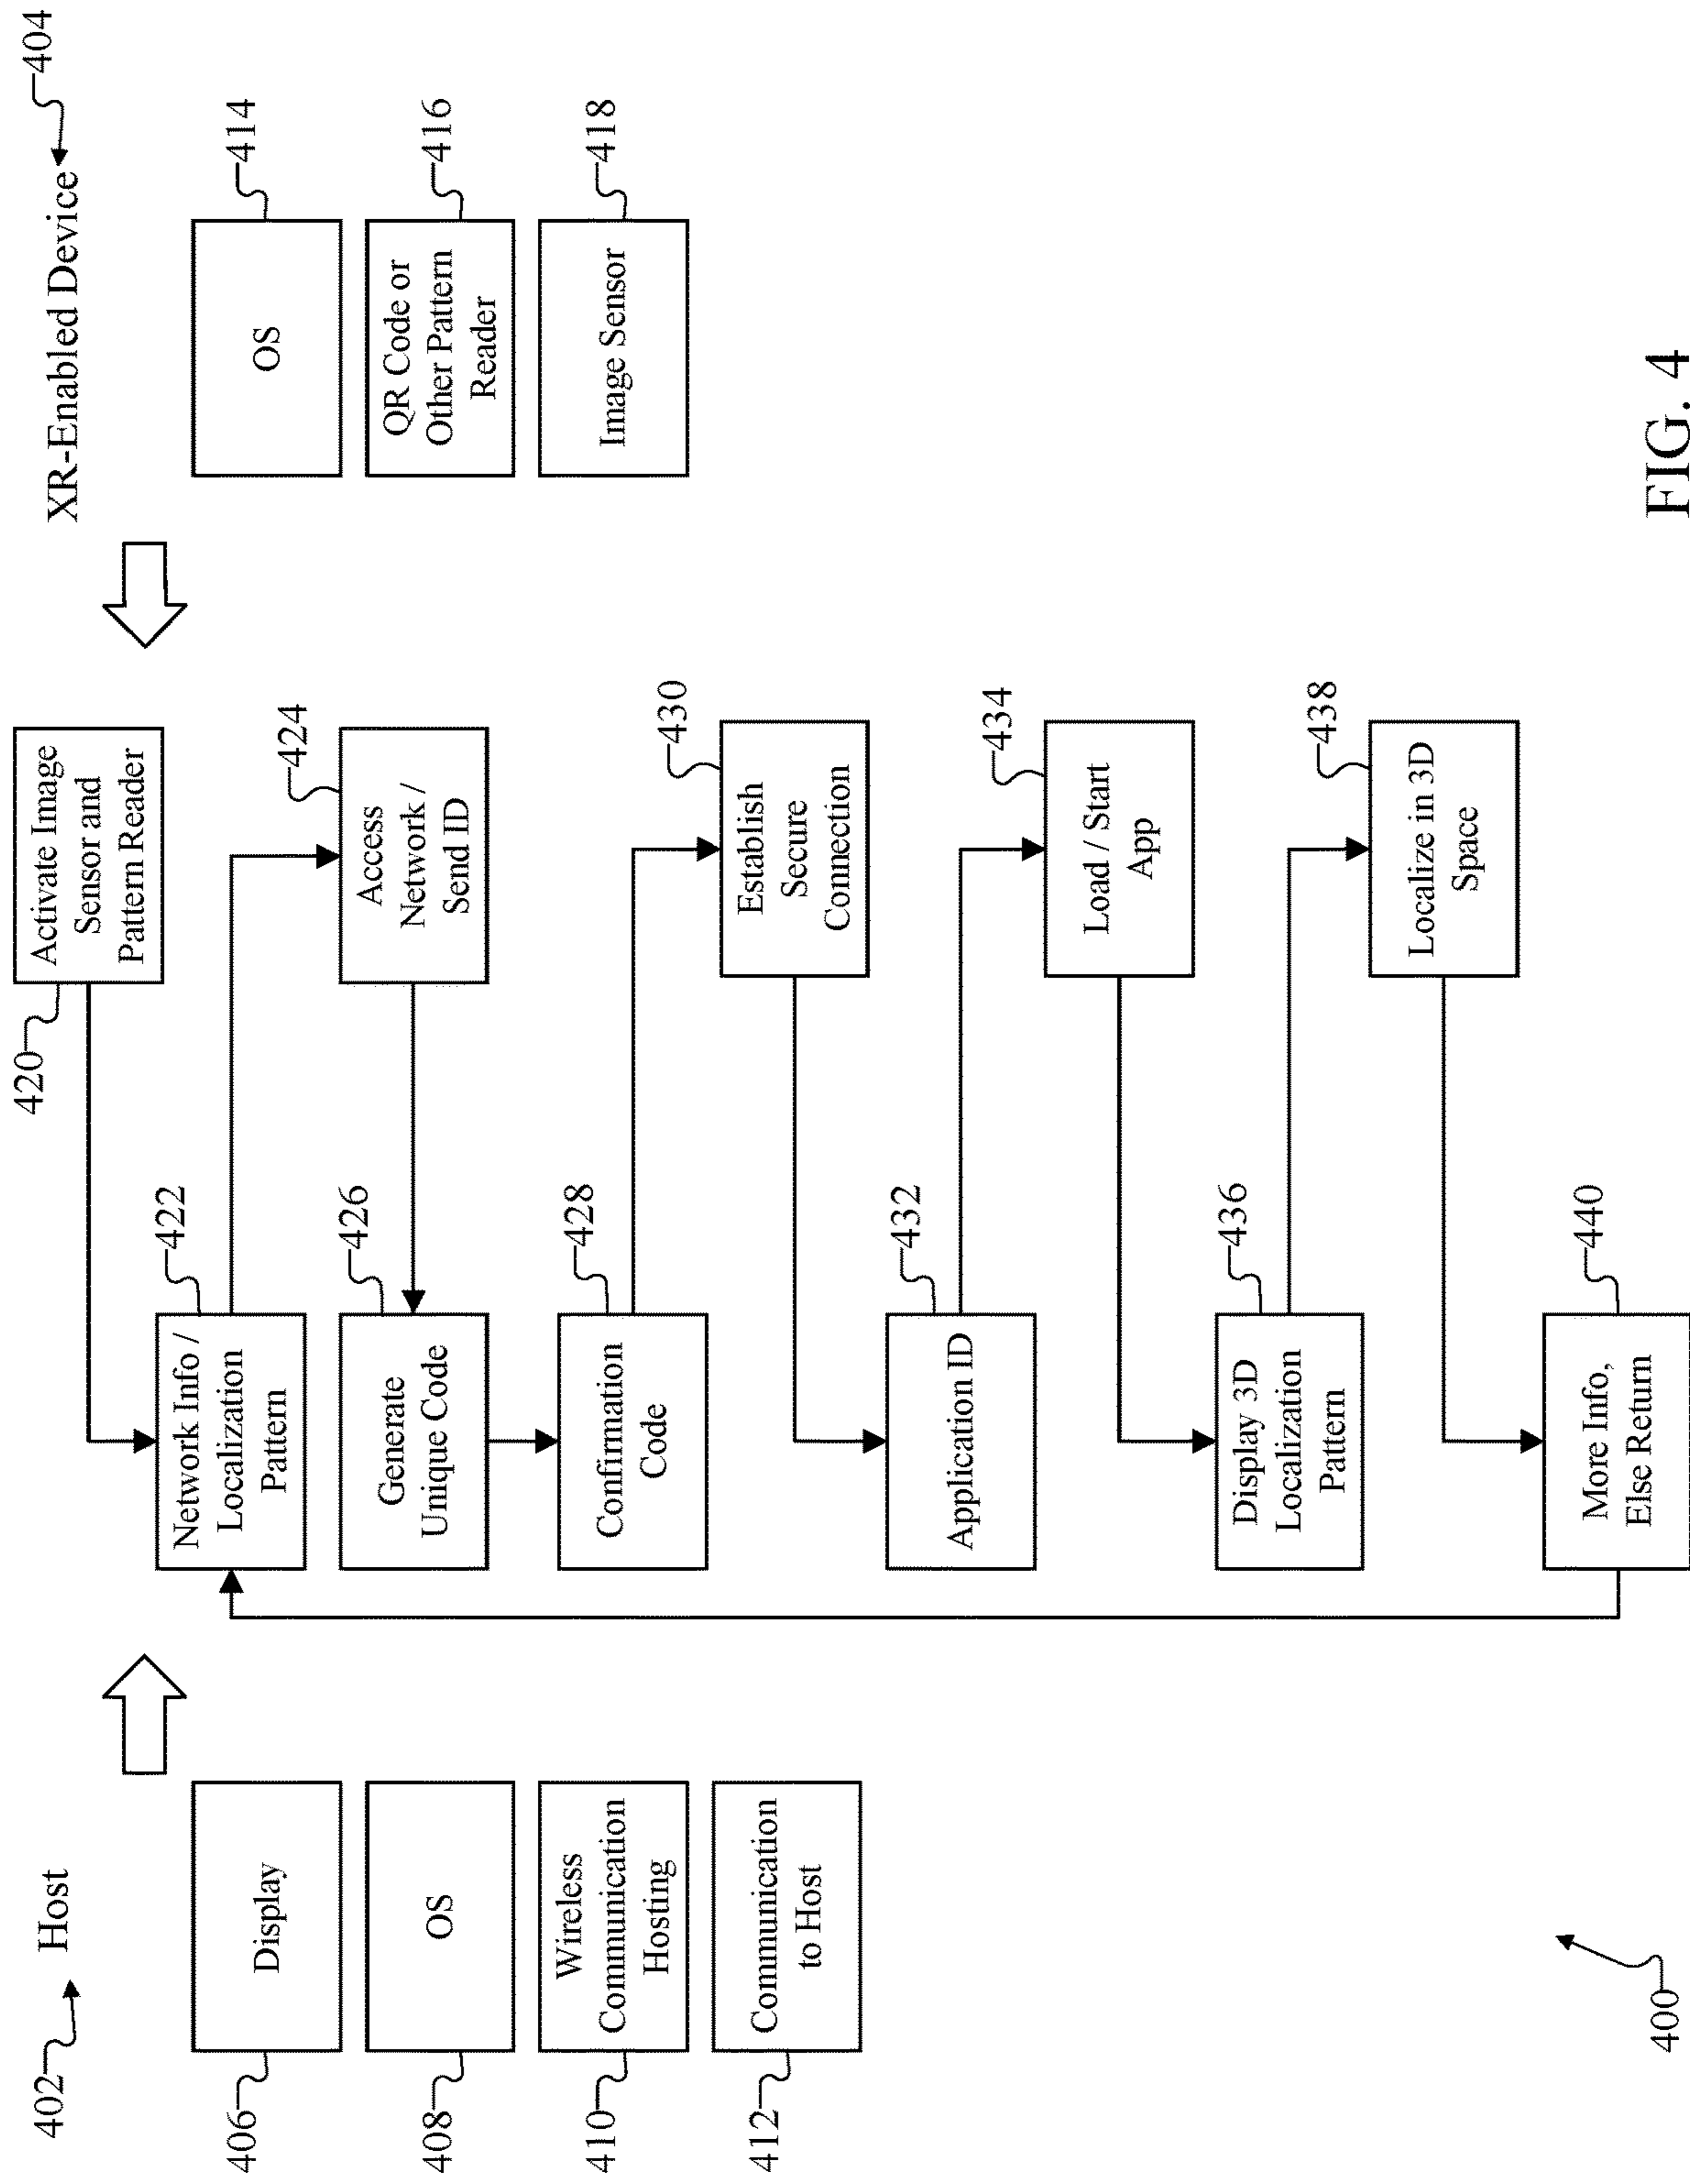 402
Host
406
Display
408
OS
410
Wireless
Communication
Hosting
412
Communication
to Host
420
Activate Image
Sensor and
Pattern Reader
422
Network Info /
Localization
Pattern
424
Access
Network /
Send ID
426
Generate
Unique Code
428
Confirmation
Code
430
Establish
Secure
Connection
432
Application ID
434
Load / Start
App
436
Display 3D
Localization
Pattern
438
Localize in 3D
Space
440
More Info,
Else Return
XR-Enabled Device
404
414
OS
416
QR Code or
Other Pattern
Reader
418
Image Sensor
400
FIG. 4